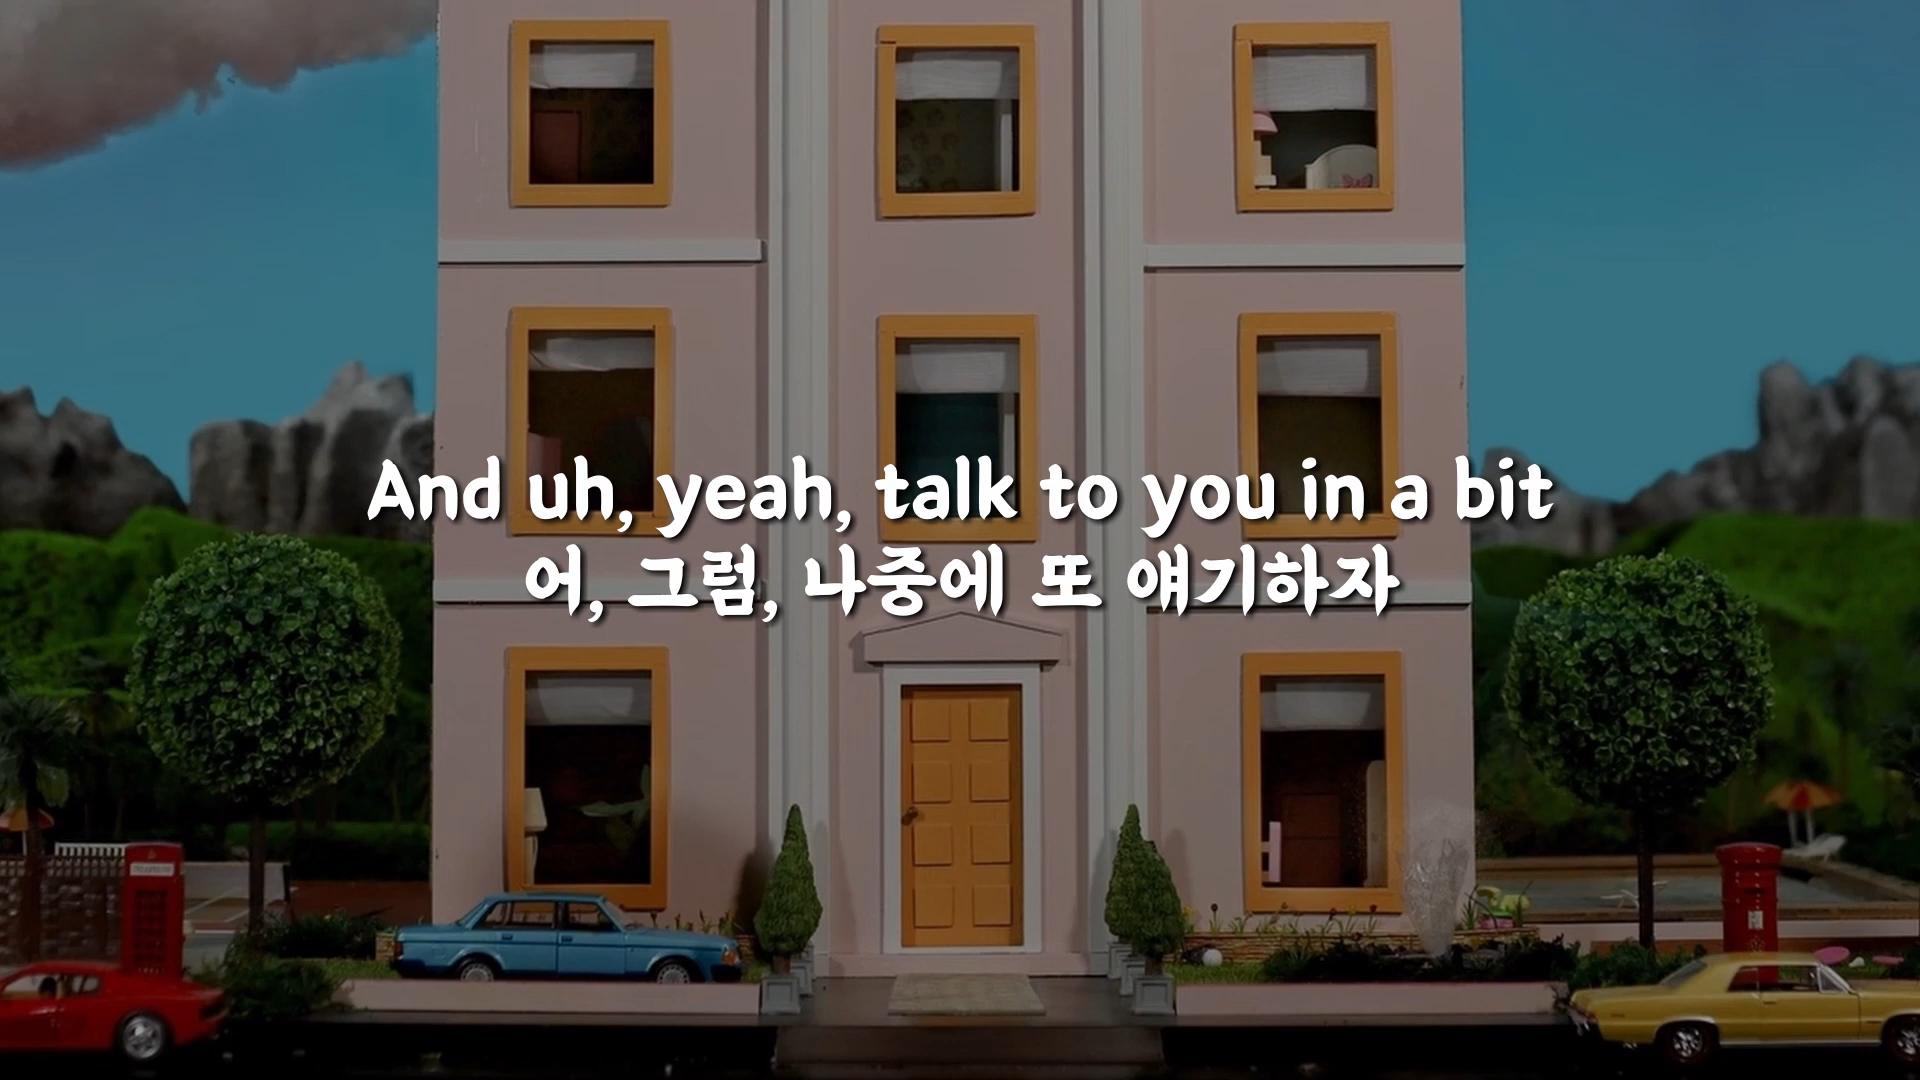 And uh, yeah, talk to you in a bit
어, 그럼, 나중에 또 얘기하자